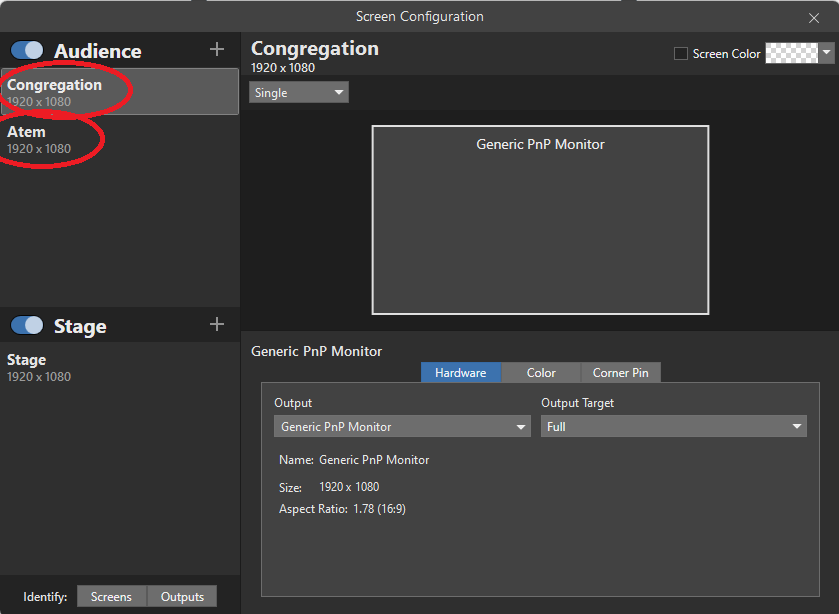 Screen Configuration
Audience
Congregation
1920 x 1080
Atem
1920 x 1080
Stage
Stage
1920 x 1080
Identify:
Screens
Outputs
Congregation
1920 x 1080
Screen Color
Single
Generic PnP Monitor
Generic PnP Monitor
Hardware
Color
Corner Pin
Output
Output Target
Generic PnP Monitor
Full
Name: Generic PnP Monitor
Size: 1920 x 1080
Aspect Ratio: 1.78 (16:9)